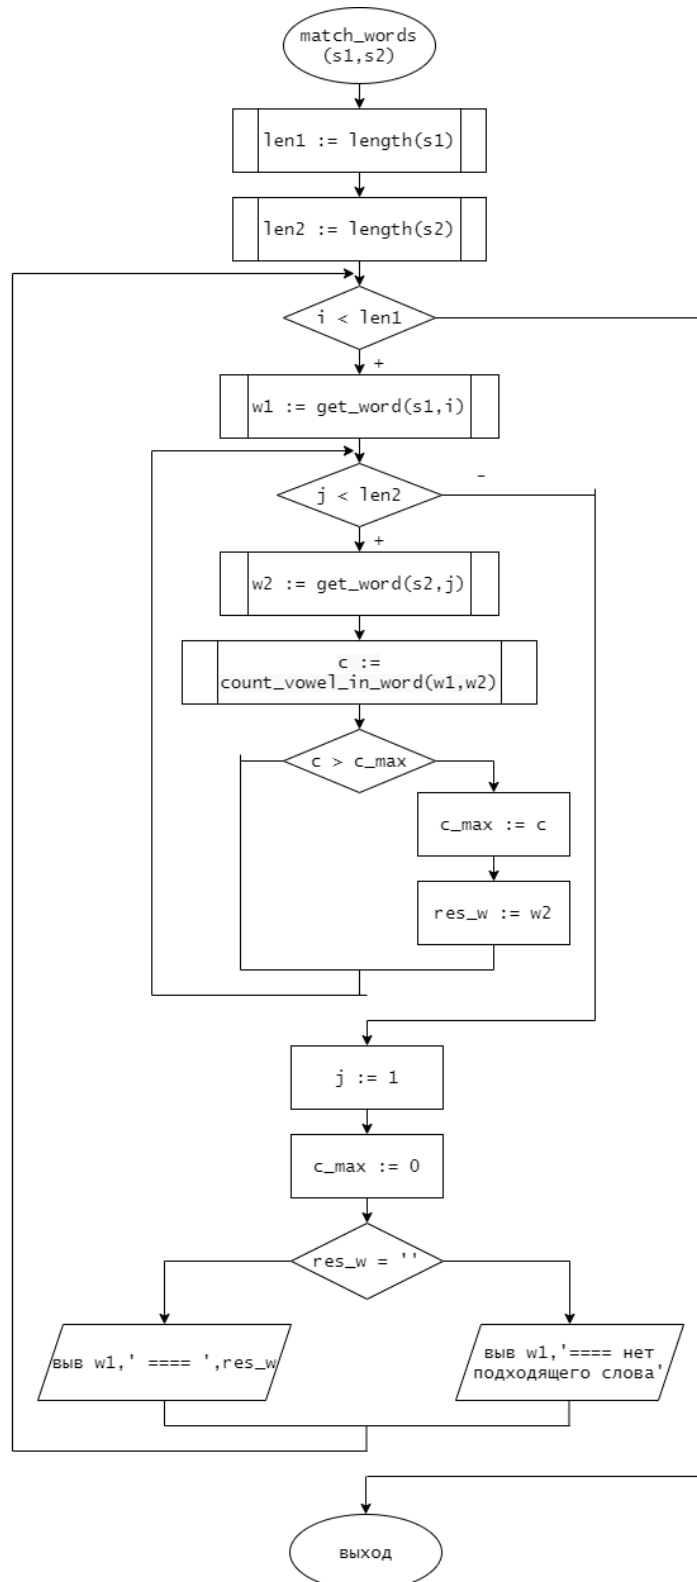 match_words
(s1,s2)
len1 := length(s1)
len2 := length(s2)
i < len1
+
w1 := get_word(s1,i)
j < len2
-
+
w2 := get_word(s2,j)
c :=
count_vowel_in_word(w1,w2)
c > c_max
c_max := c
res_w := w2
j := 1
c_max := 0
res_w = ''
выв w1,' ==== ',res_w
выв w1,'==== нет
подходящего слова'
выход